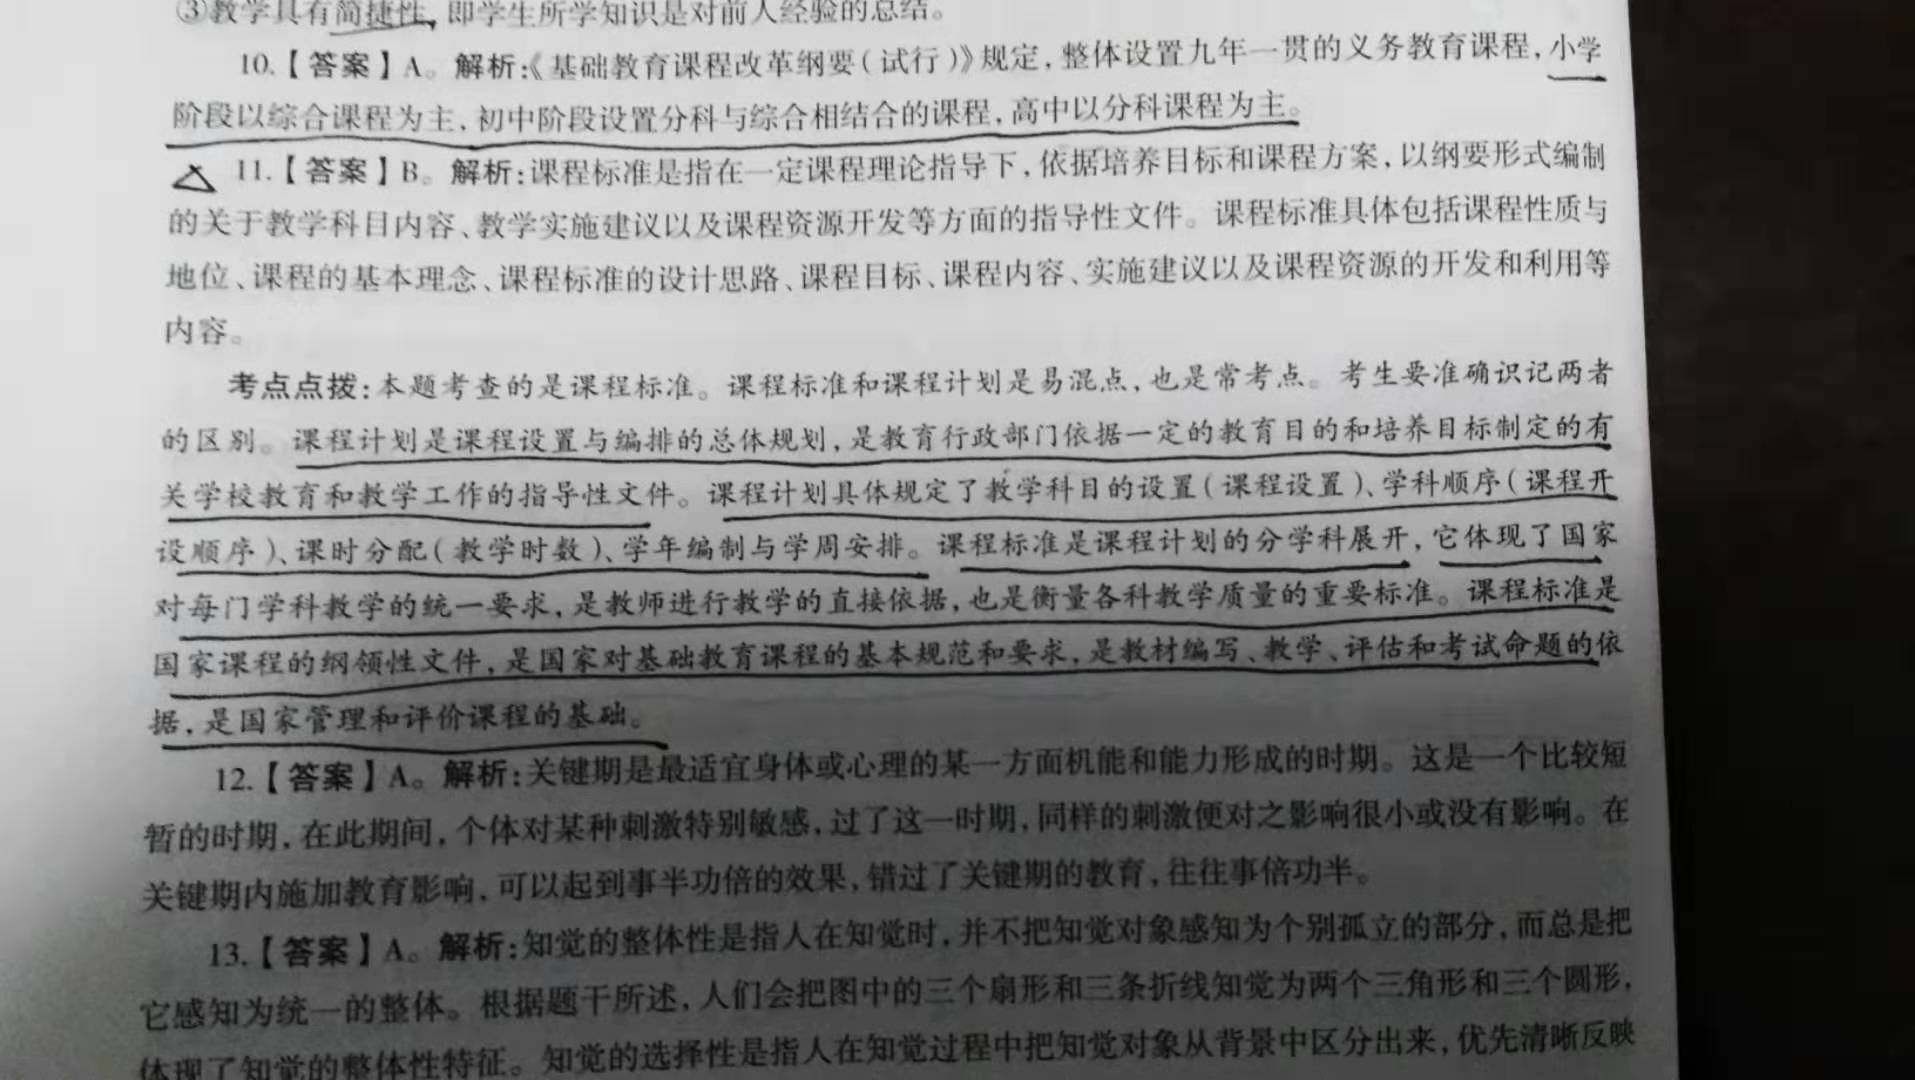 ③教学具有简捷性，即学生所学知识是对前人经验的总结。
10.【答案】A。解析:《基础教育课程改革纲要(试行)》规定，整体设置九年一贯的义务教育课程，小学
阶段以综合课程为主，初中阶段设置分科与综合相结合的课程，高中以分科课程为主。
11.【答案】B。解析:课程标准是指在一定课程理论指导下，依据培养目标和课程方案，以纲要形式编制
的关于教学科目内容、教学实施建议以及课程资源开发等方面的指导性文件。课程标准具体包括课程性质与
地位、课程的基本理念、课程标准的设计思路、课程目标、课程内容、实施建议以及课程资源的开发和利用等
内容。
考点点拨:本题考查的是课程标准。课程标准和课程计划是易混点，也是常考点。考生要准确识记两者
的区别。课程计划是课程设置与编排的总体规划，是教育行政部门依据一定的教育目的和培养目标制定的有
关学校教育和教学工作的指导性文件。课程计划具体规定了教学科目的设置(课程设置)、学科顺序(课程开
设顺序)、课时分配(教学时数)、学年编制与学周安排。课程标准是课程计划的分学科展开，它体现了国家
对每门学科教学的统一要求，是教师进行教学的直接依据，也是衡量各科教学质量的重要标准。课程标准是
国家课程的纲领性文件，是国家对基础教育课程的基本规范和要求，是教材编写、教学、评估和考试命题的依
据，是国家管理和评价课程的基础。
12.【答案】A。解析:关键期是最适宜身体或心理的某一方面机能和能力形成的时期。这是一个比较短
暂的时期，在此期间，个体对某种刺激特别敏感，过了这一时期，同样的刺激便对之影响很小或没有影响。在
关键期内施加教育影响，可以起到事半功倍的效果，错过了关键期的教育，往往事倍功半。
13.【答案】A。解析:知觉的整体性是指人在知觉时，并不把知觉对象感知为个别孤立的部分，而总是把
它感知为统一的整体。根据题干所述，人们会把图中的三个扇形和三条折线知觉为两个三角形和三个圆形，
体现了知觉的整体性特征。知觉的选择性是指人在知觉过程中把知觉对象从背景中区分出来，优先清晰反映